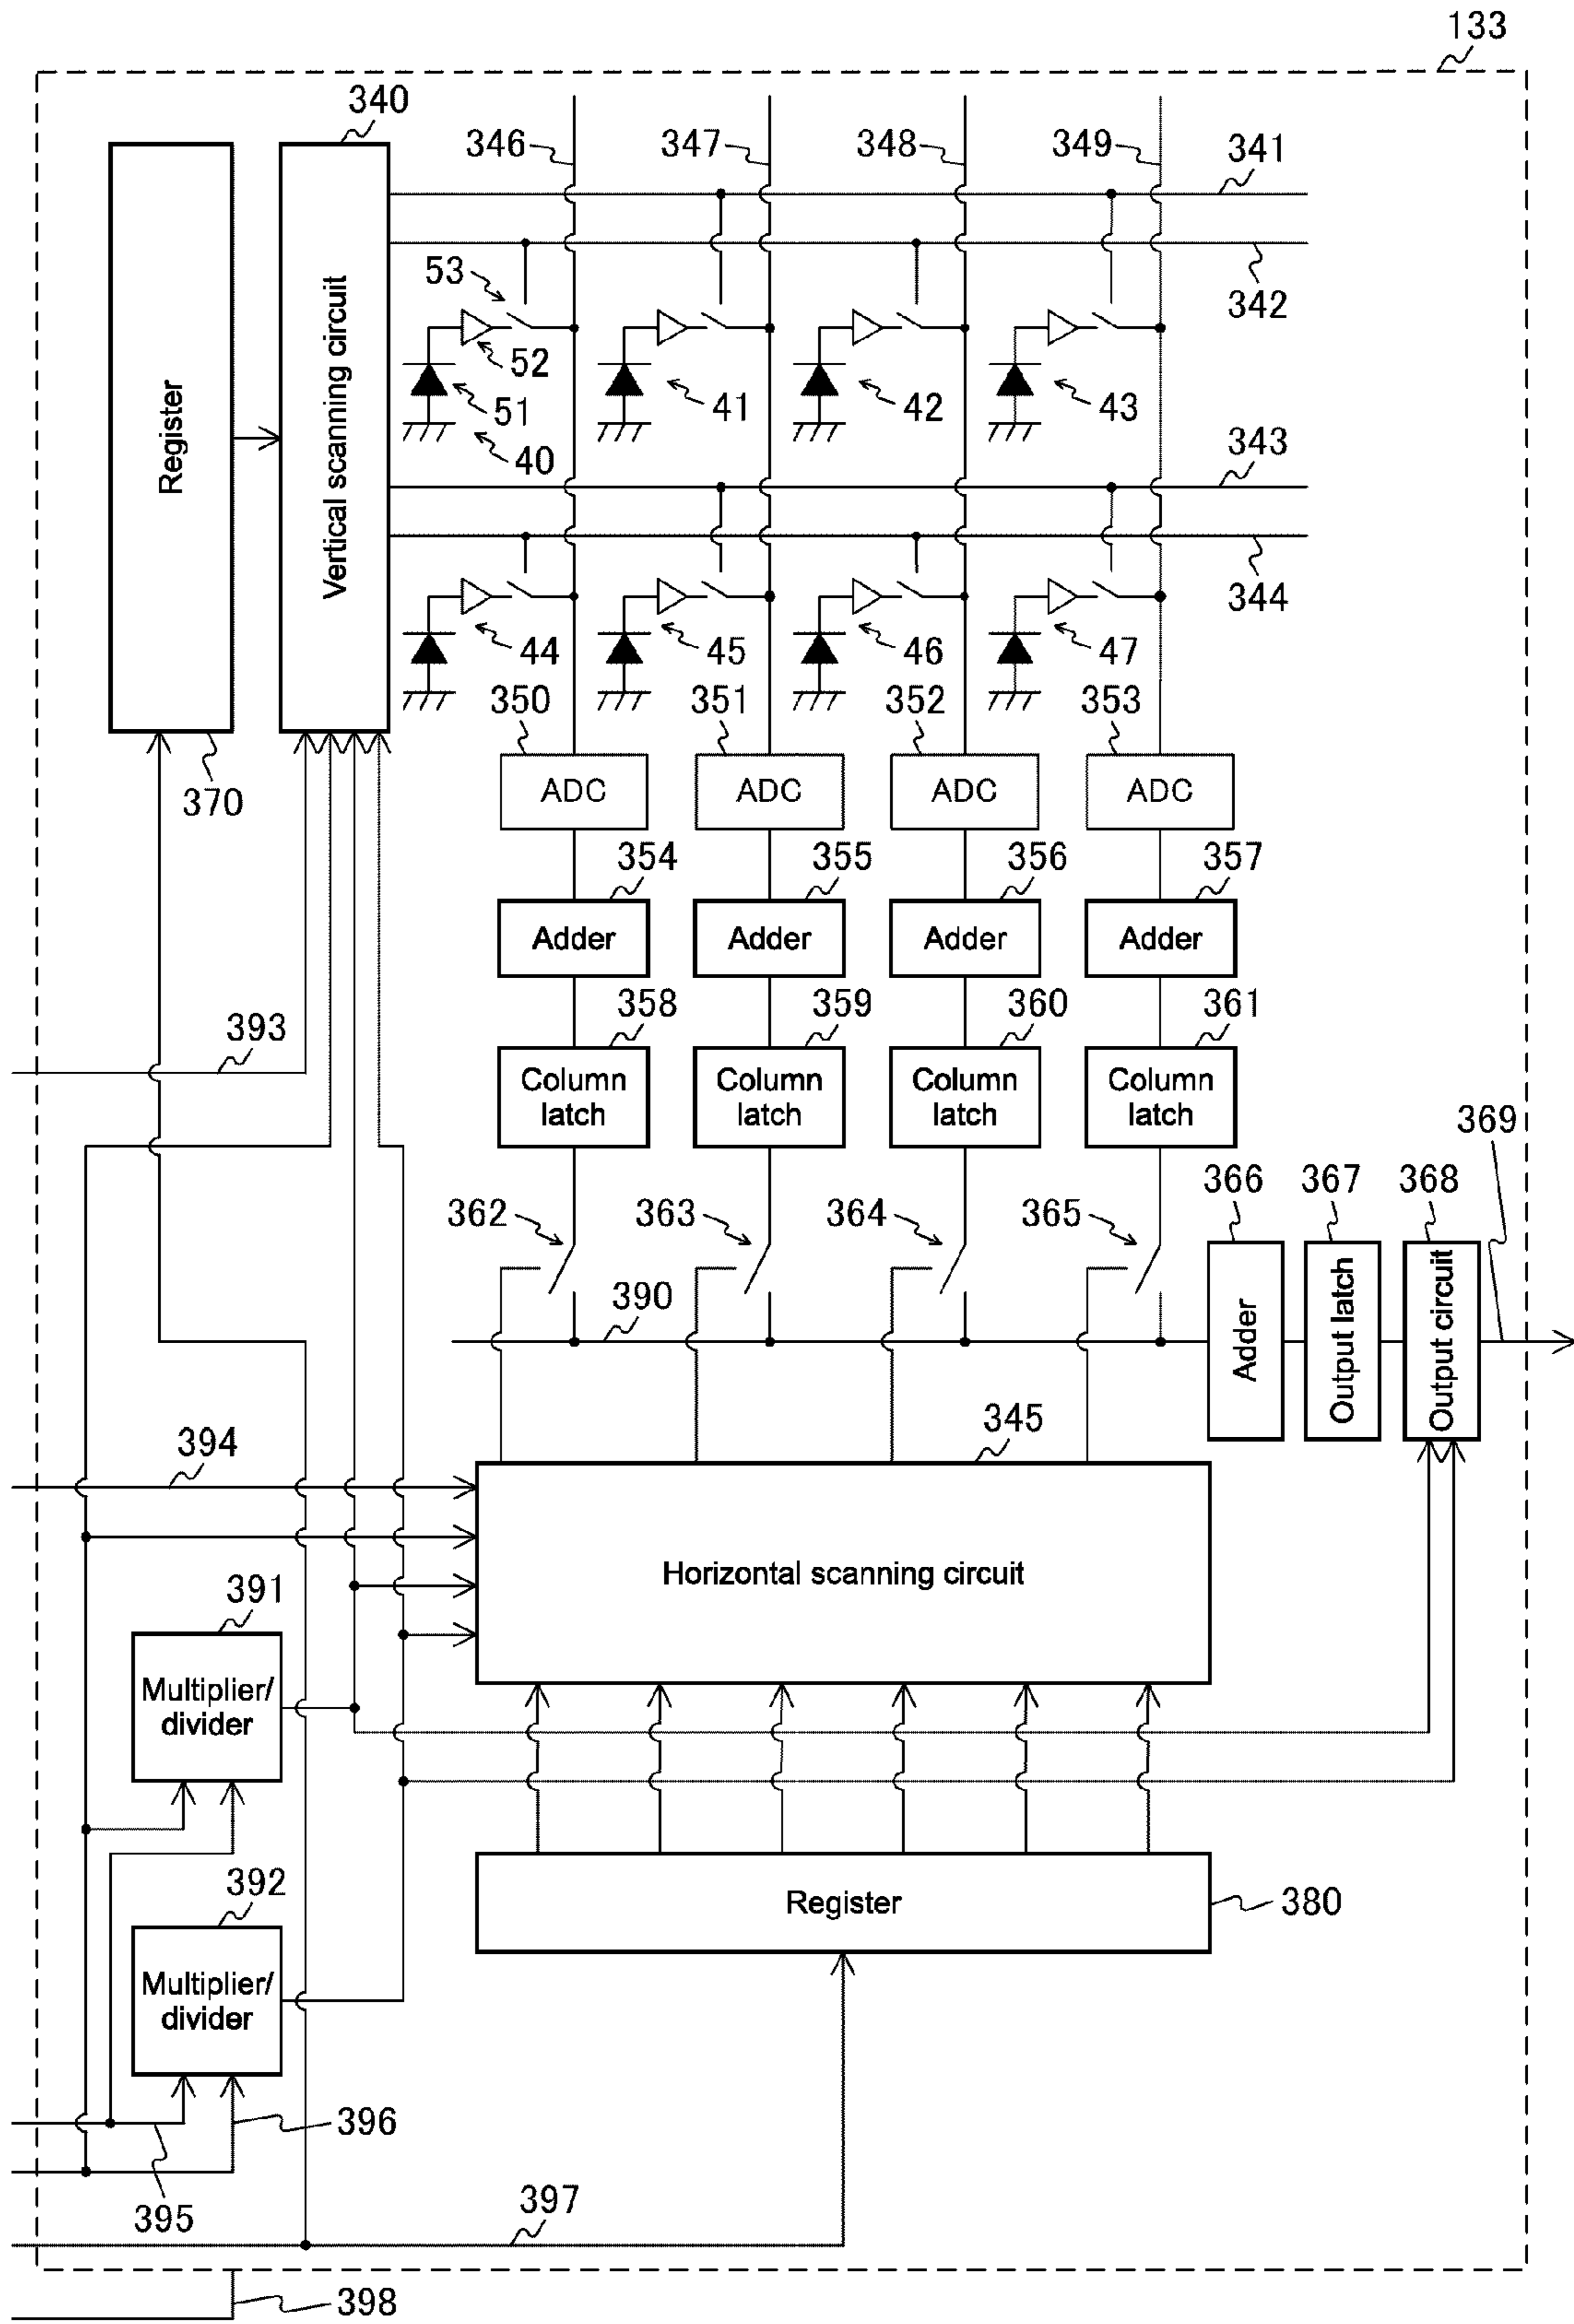 133
340
346
347
348
349
341
Register
Vertical scanning circuit
53
342
52
51
41
42
43
40
343
344
44
45
46
47
350
351
352
353
370
ADC
ADC
ADC
ADC
354
355
356
357
Adder
Adder
Adder
Adder
358
359
360
361
393
Column
latch
Column
latch
Column
latch
Column
latch
369
366
367
368
362
363
364
365
390
Adder
Output latch
Output circuit
394
345
Horizontal scanning circuit
391
Multiplier/
divider
392
Register
380
Multiplier/
divider
396
395
397
398